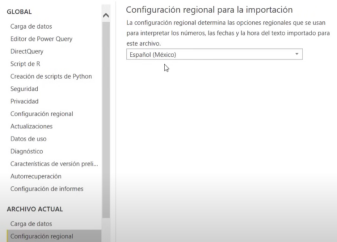 GLOBAL
Carga de datos
Editor de Power Query
DirectQuery
Script de R
Creación de scripts de Python
Seguridad
Privacidad
Configuración regional
Actualizaciones
Datos de uso
Diagnóstico
Características de versión preli...
Autorrecuperación
Configuración de informes
ARCHIVO ACTUAL
Carga de datos
Configuración regional
Configuración regional para la importación
La configuración regional determina las opciones regionales que se usan
para interpretar los números, las fechas y la hora del texto importado para
este archivo.
Español (México)